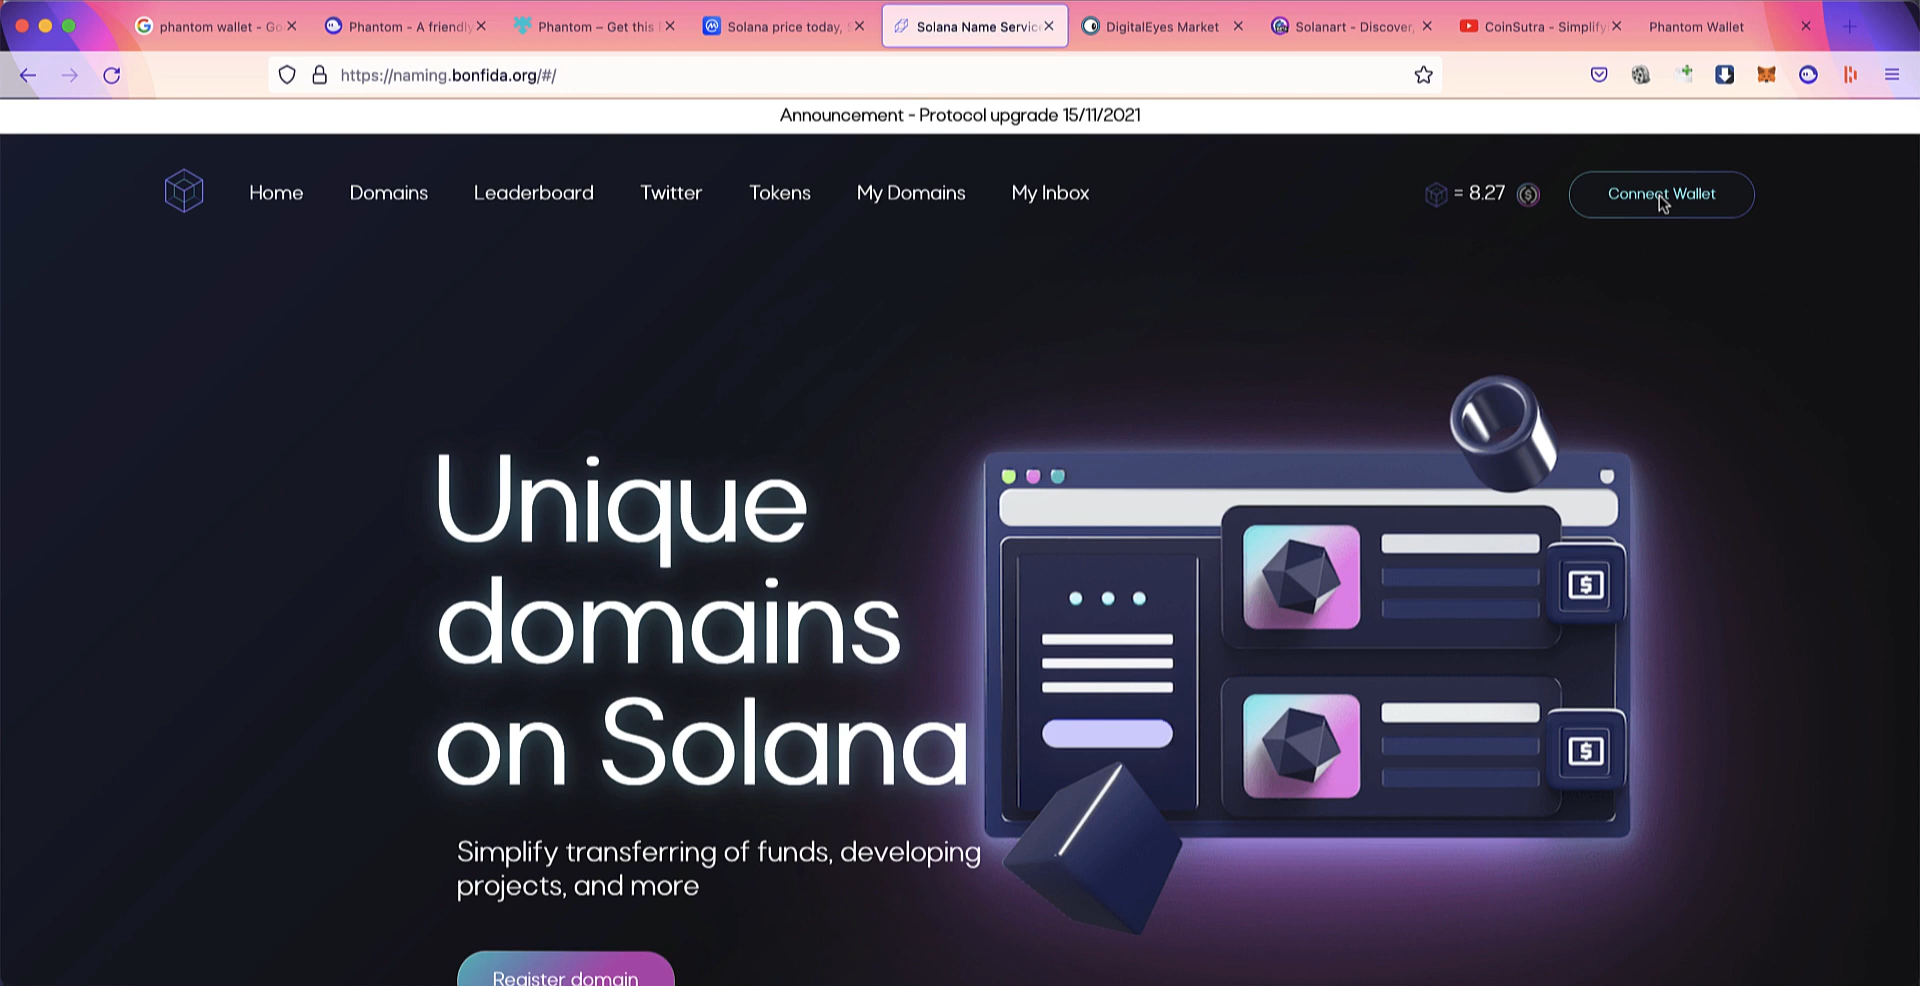 phantom wallet - Go
Phantom - A friendly
Phantom – Get this
Solana price today,
Solana Name Servic
DigitalEyes Market
Solanart - Discover,
CoinSutra - Simplify
Phantom Wallet
https://naming.bonfida.org/#/
Announcement - Protocol upgrade 15/11/2021
Home
Domains
Leaderboard
Twitter
Tokens
My Domains
My Inbox
= 8.27
Connect Wallet
Unique
domains
on Solana
Simplify transferring of funds, developing
projects, and more
Register domain